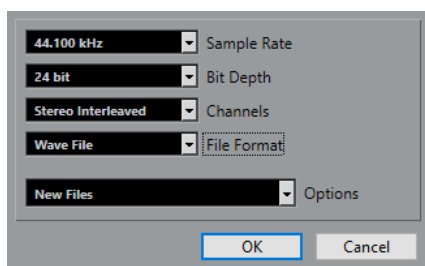 44.100 kHz Sample Rate
24 bit Bit Depth
Stereo Interleaved Channels
Wave File File Format
New Files Options
OK Cancel